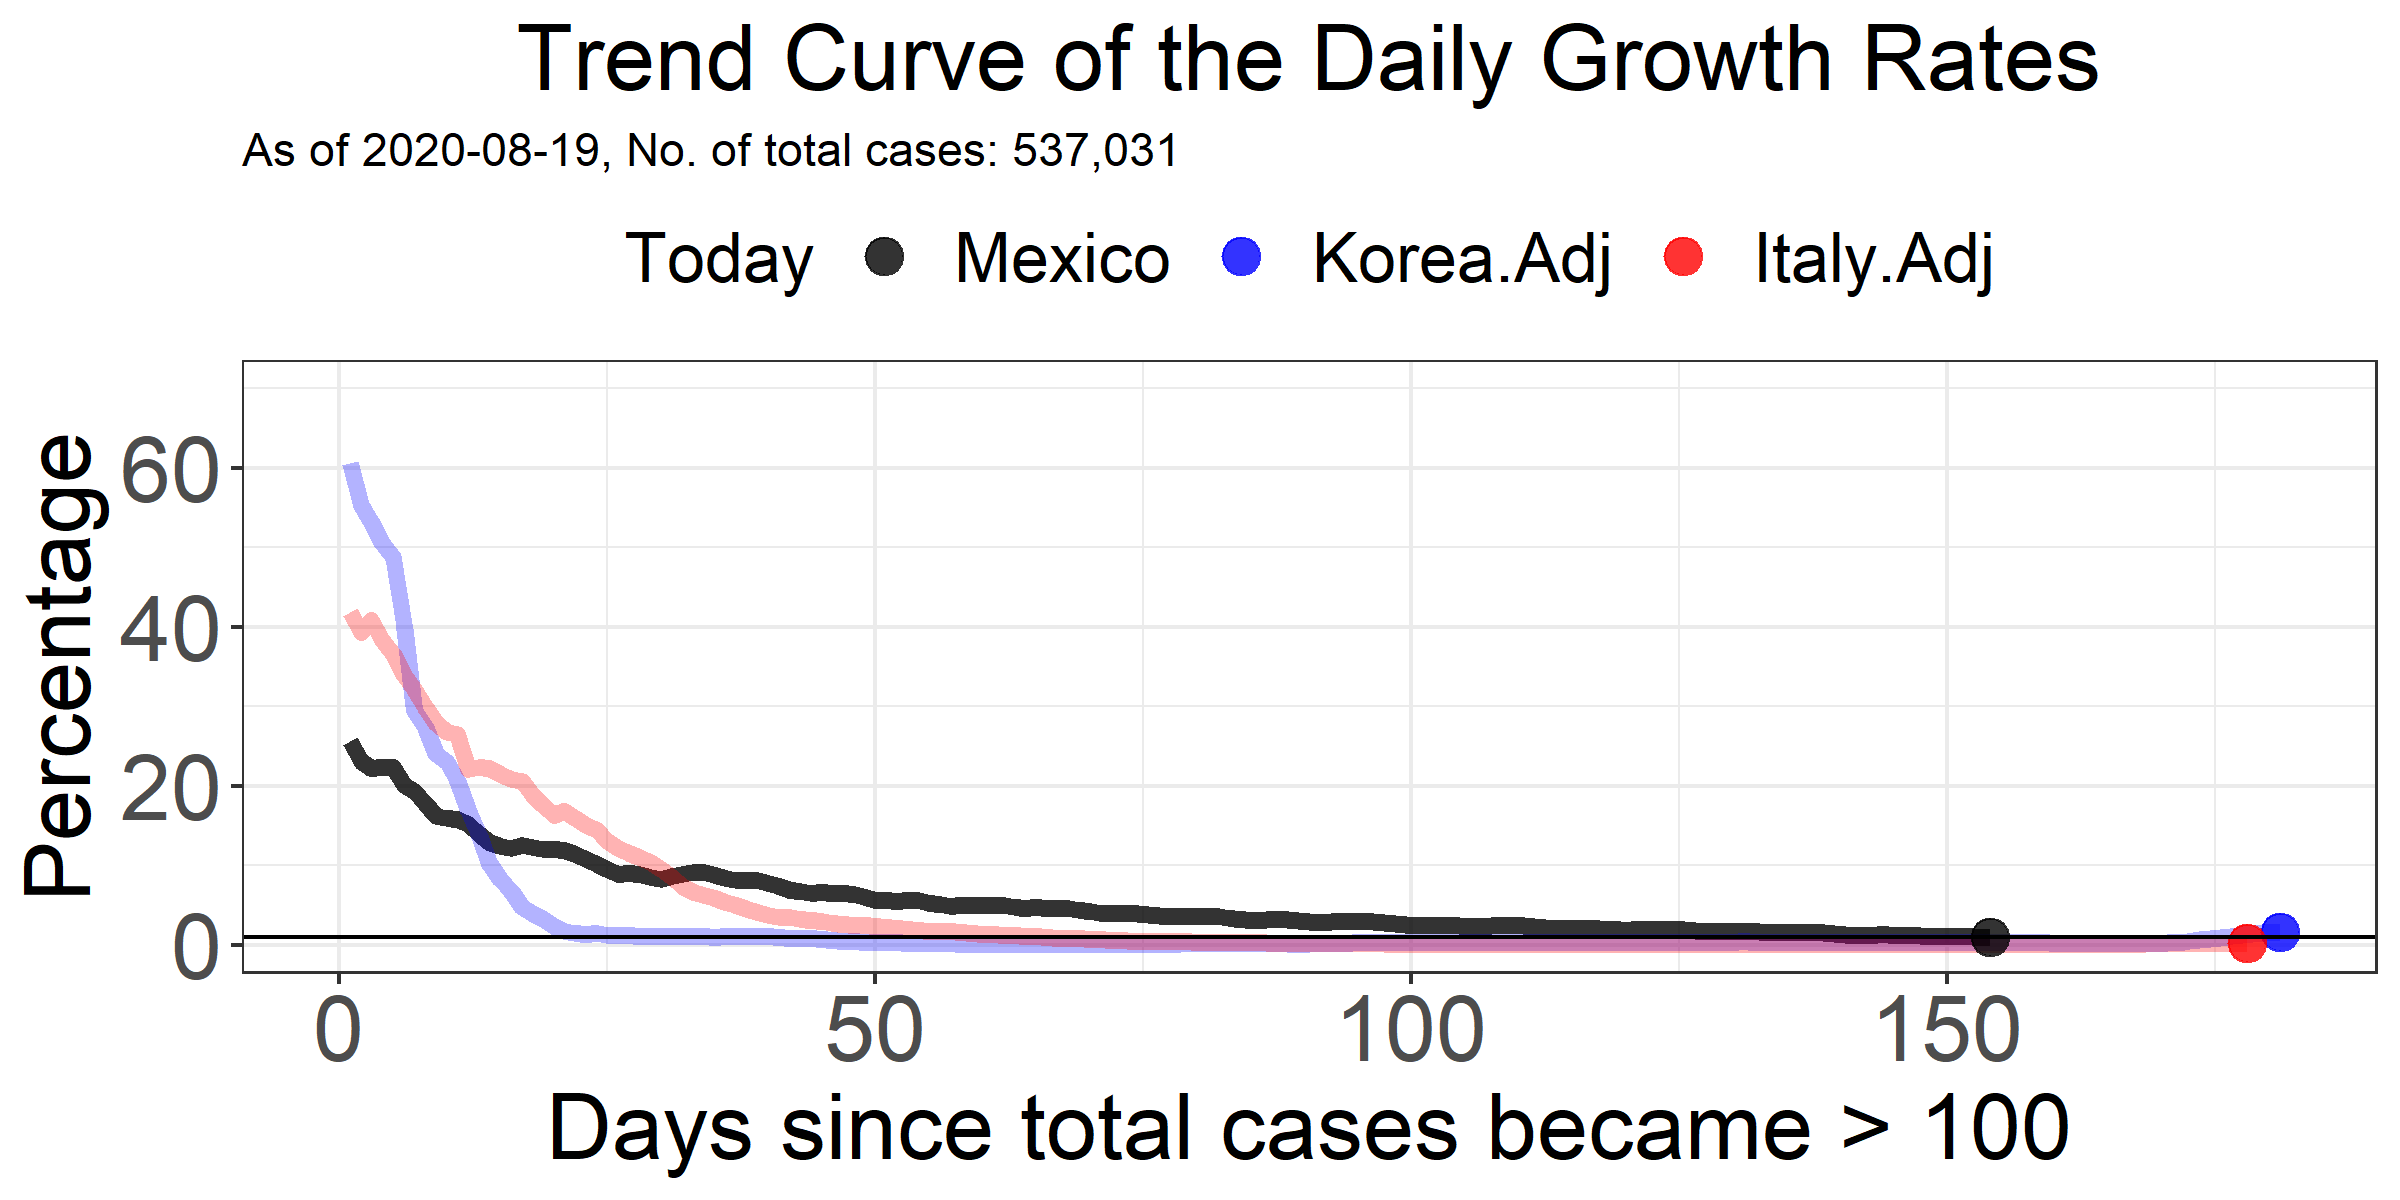 Trend Curve of the Daily Growth Rates
As of 2020-08-19, No. of total cases: 537,031
Today Mexico Korea.Adj Italy.Adj
Percentage
60
40
20
0
0 50 100 150
Days since total cases became > 100